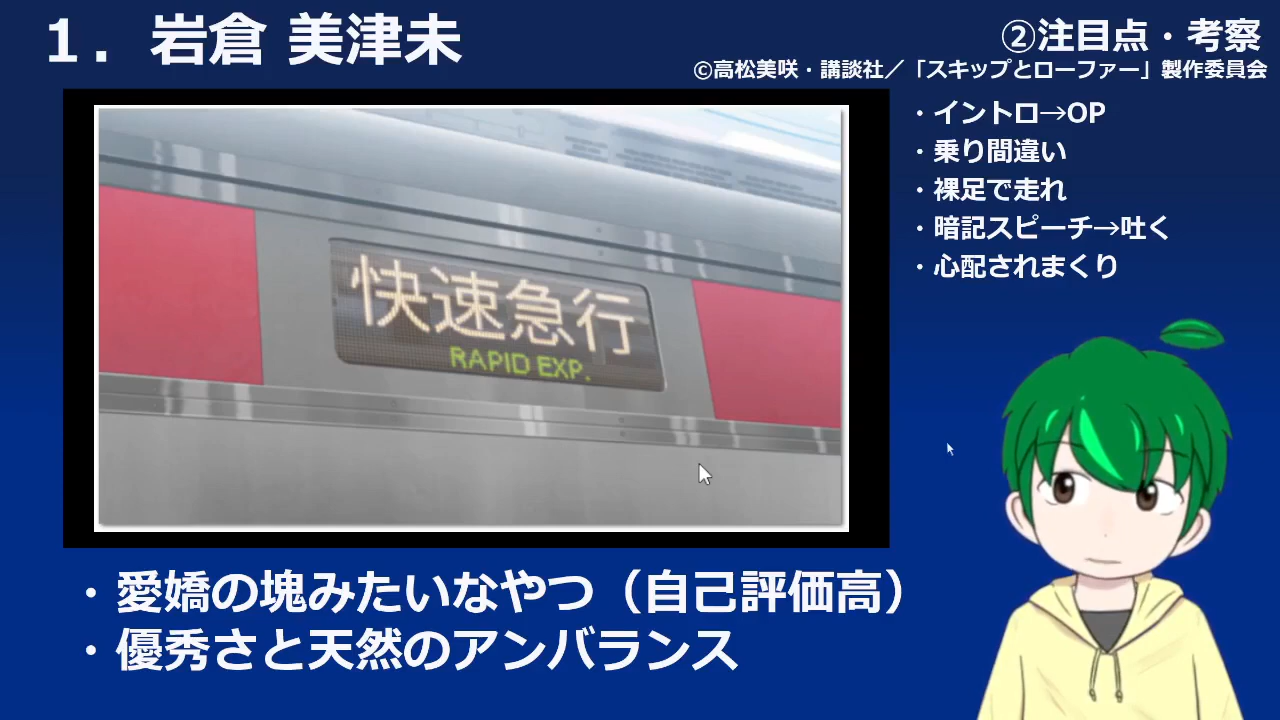 1．岩倉 美津未
②注目点・考察
©高松美咲・講談社／「スキップとローファー」製作委員会
・イントロ→OP
・乗り間違い
・裸足で走れ
・暗記スピーチ→吐く
・心配されまくり
快速急行
RAPID EXP.
・愛嬌の塊みたいなやつ（自己評価高）
・優秀さと天然のアンバランス